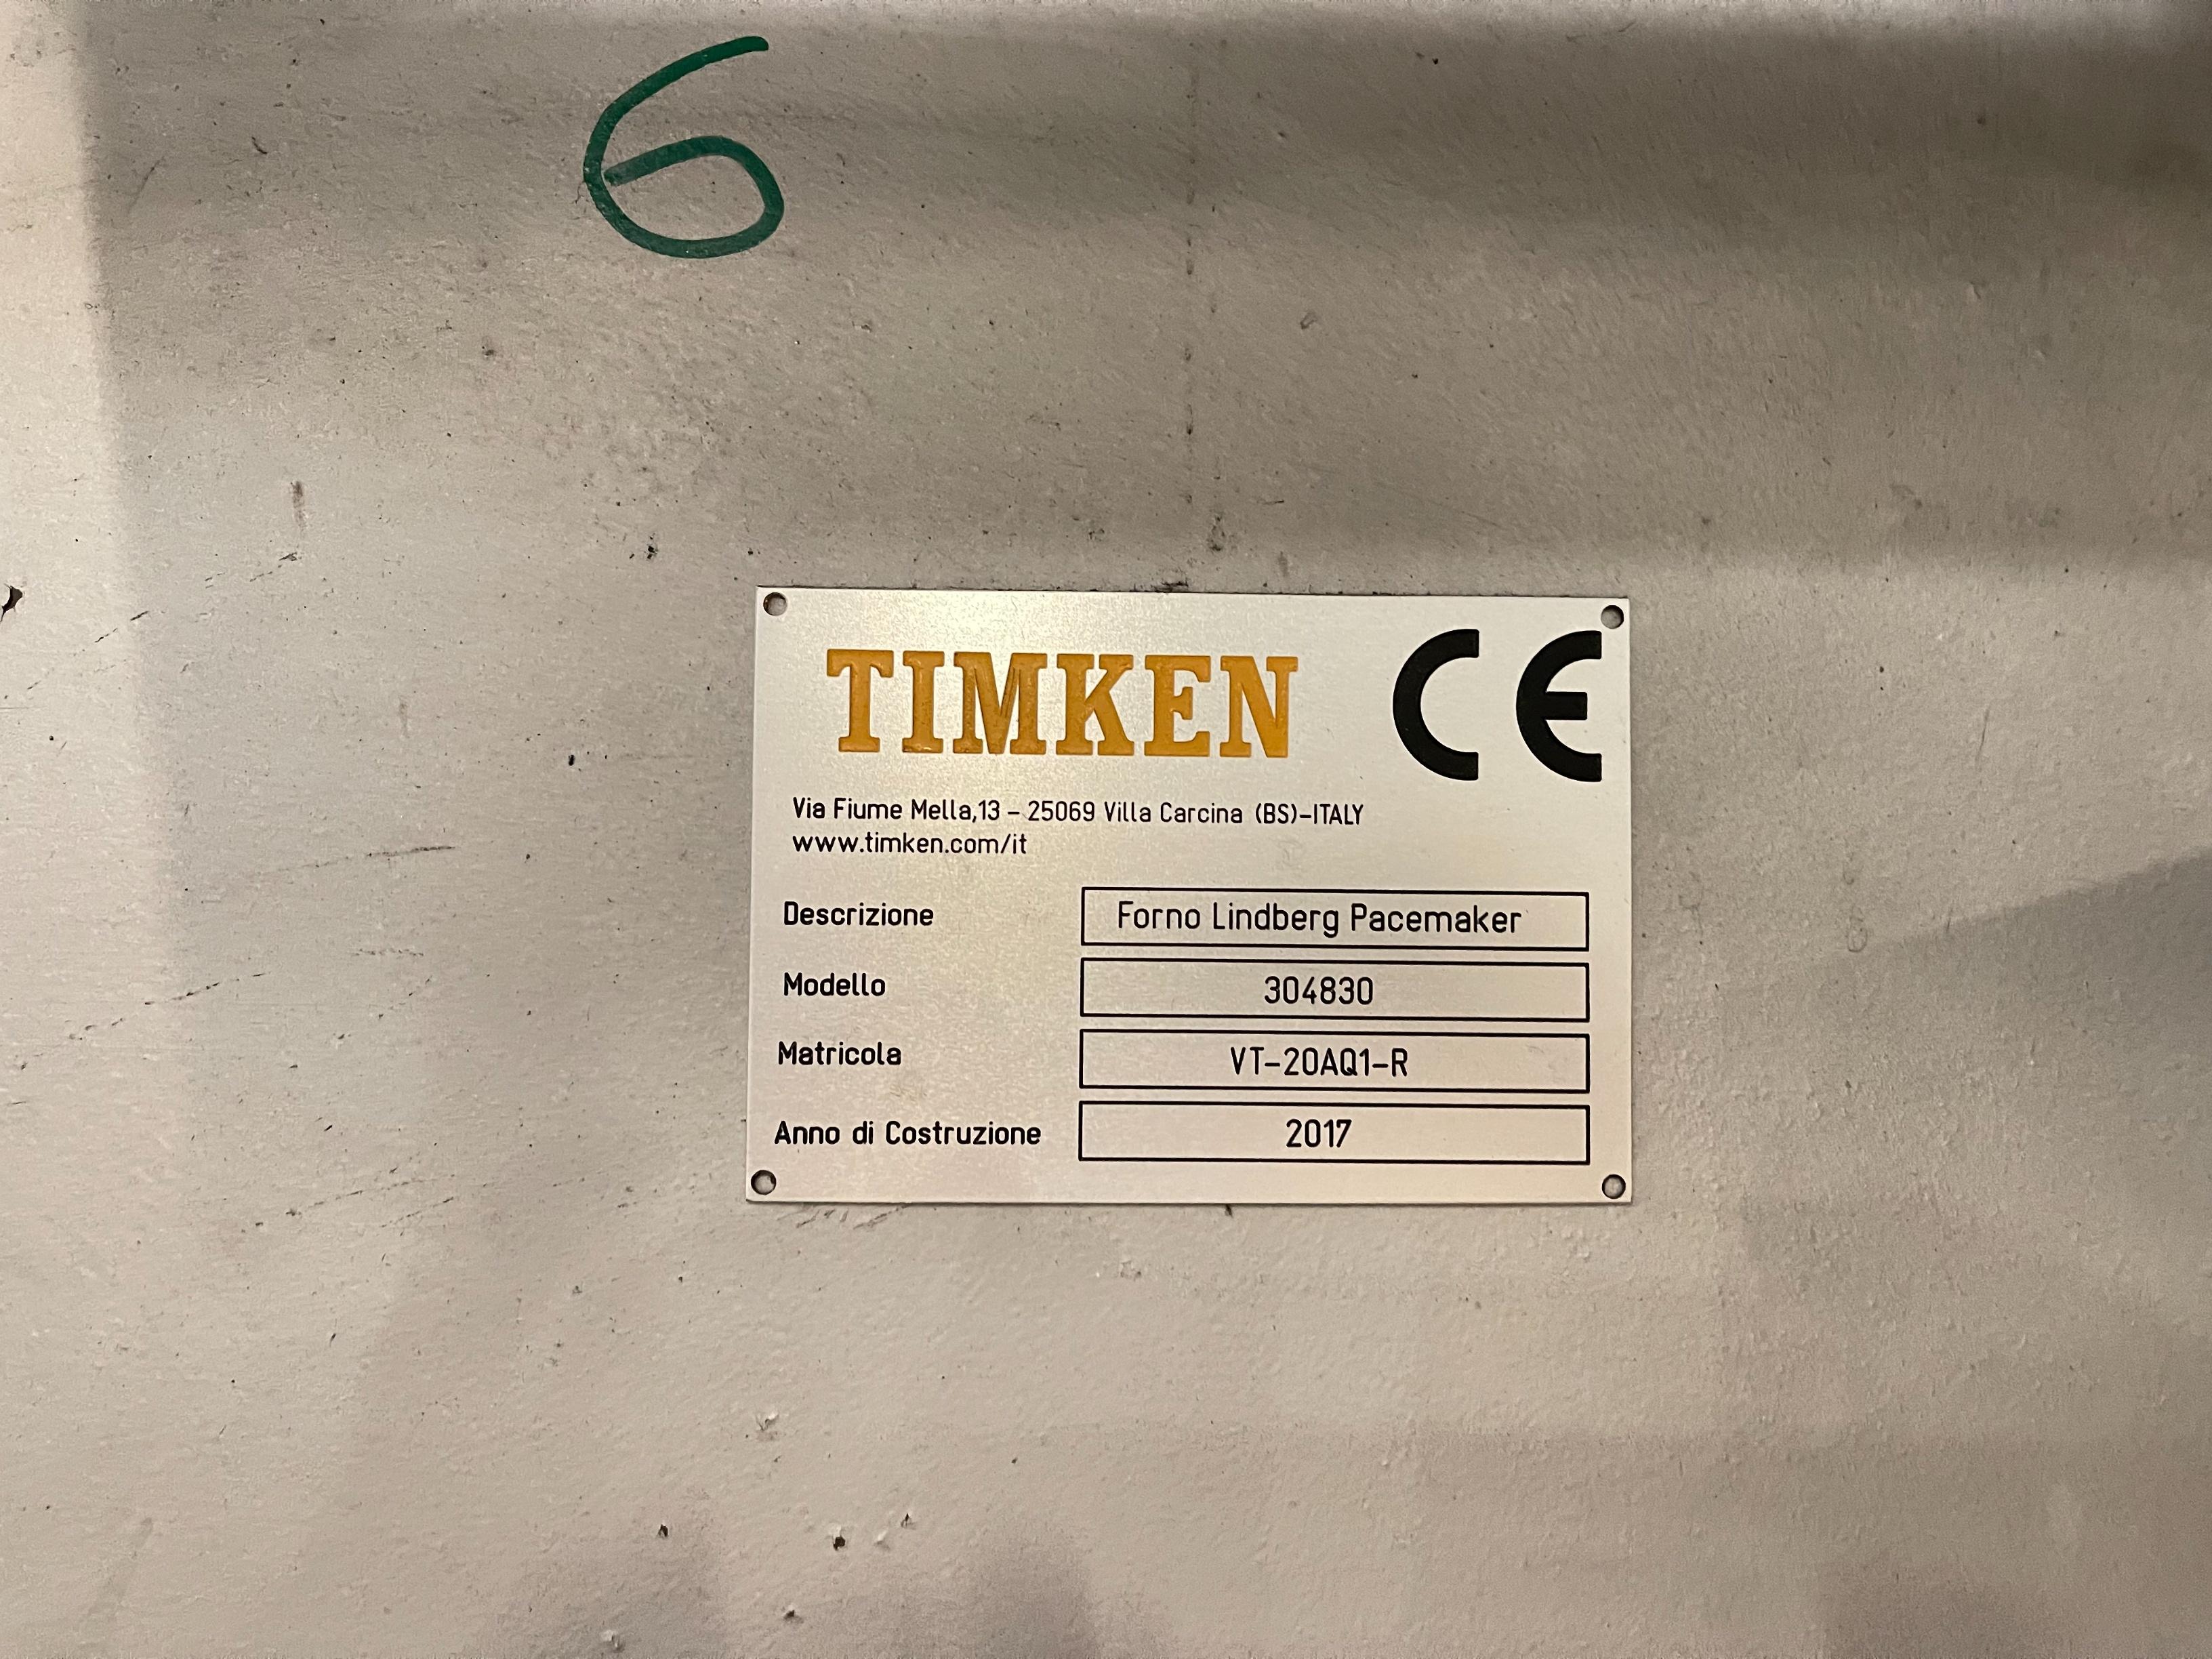 6
TIMKEN CE
Via Fiume Mella,13 – 25069 Villa Carcina (BS)–ITALY
www.timken.com/it
Descrizione Forno Lindberg Pacemaker
Modello 304830
Matricola VT–20AQ1–R
Anno di Costruzione 2017